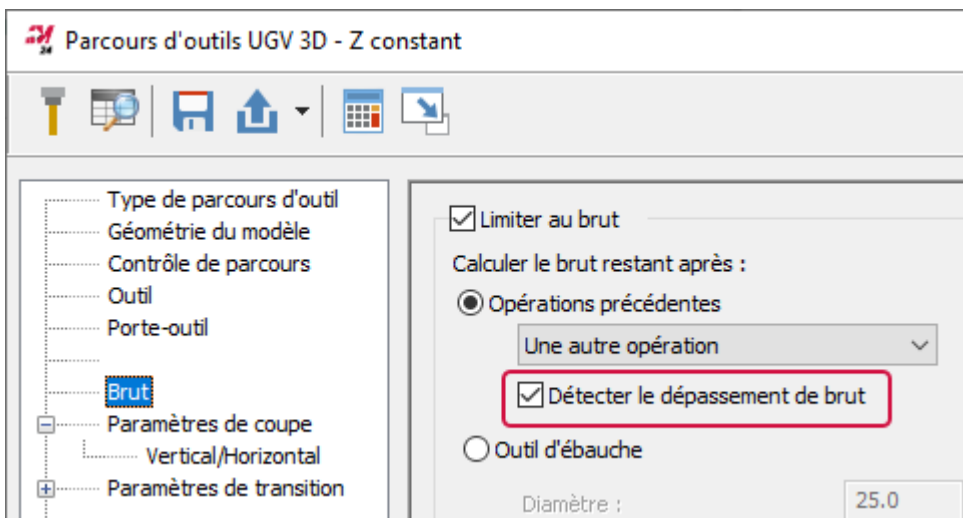 24
Parcours d'outils UGV 3D - Z constant
Type de parcours d'outil
Géométrie du modèle
Contrôle de parcours
Outil
Porte-outil
Brut
Paramètres de coupe
Vertical/Horizontal
Paramètres de transition
Limiter au brut
Calculer le brut restant après :
Opérations précédentes
Une autre opération
Détecter le dépassement de brut
Outil d'ébauche
Diamètre :
25.0